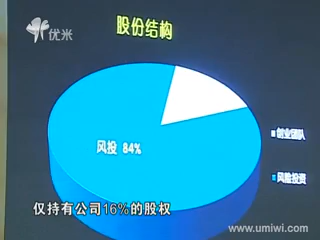 优米
股份结构
创业团队
风投 84%
风险投资
仅持有公司16%的股权
www.umiwi.com